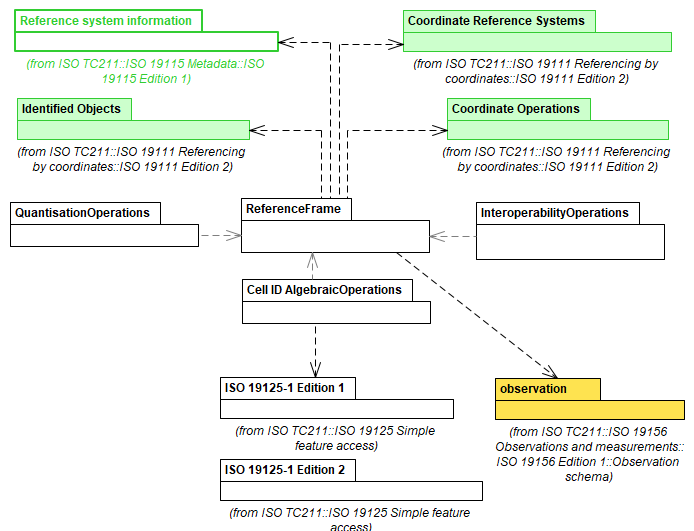 Reference system information
(from ISO TC211::ISO 19115 Metadata::ISO
19115 Edition 1)
Coordinate Reference Systems
(from ISO TC211::ISO 19111 Referencing by
coordinates::ISO 19111 Edition 2)
Identified Objects
(from ISO TC211::ISO 19111 Referencing
by coordinates::ISO 19111 Edition 2)
Coordinate Operations
(from ISO TC211::ISO 19111 Referencing
by coordinates::ISO 19111 Edition 2)
QuantisationOperations
ReferenceFrame
InteroperabilityOperations
Cell ID AlgebraicOperations
ISO 19125-1 Edition 1
(from ISO TC211::ISO 19125 Simple
feature access)
observation
(from ISO TC211::ISO 19156
Observations and measurements::
ISO 19156 Edition 1::Observation
schema)
ISO 19125-1 Edition 2
(from ISO TC211::ISO 19125 Simple feature
access)